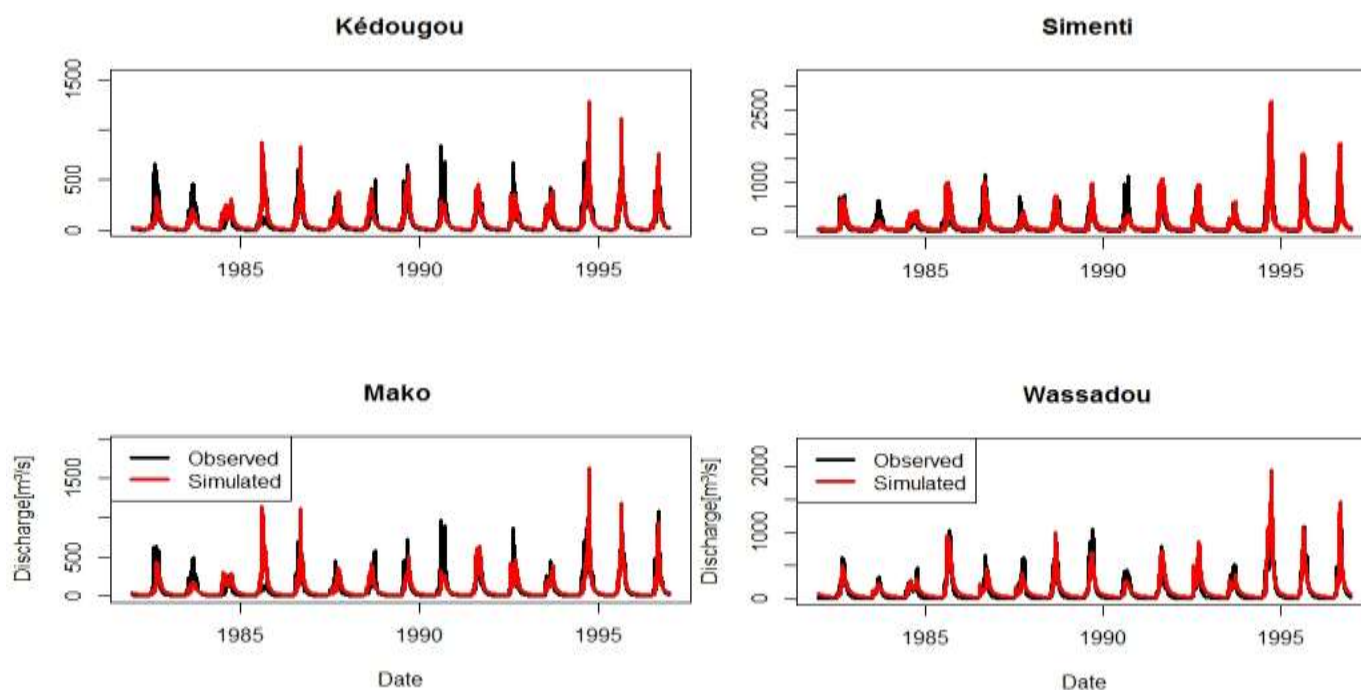 Kédougou
1500
500
0
1985
1990
1995
Simenti
2500
1000
0
1985
1990
1995
Mako
Discharge[m³/s]
1500
500
0
Observed
Simulated
1985
1990
1995
Date
Wassadou
Discharge[m³/s]
2000
1000
0
Observed
Simulated
1985
1990
1995
Date